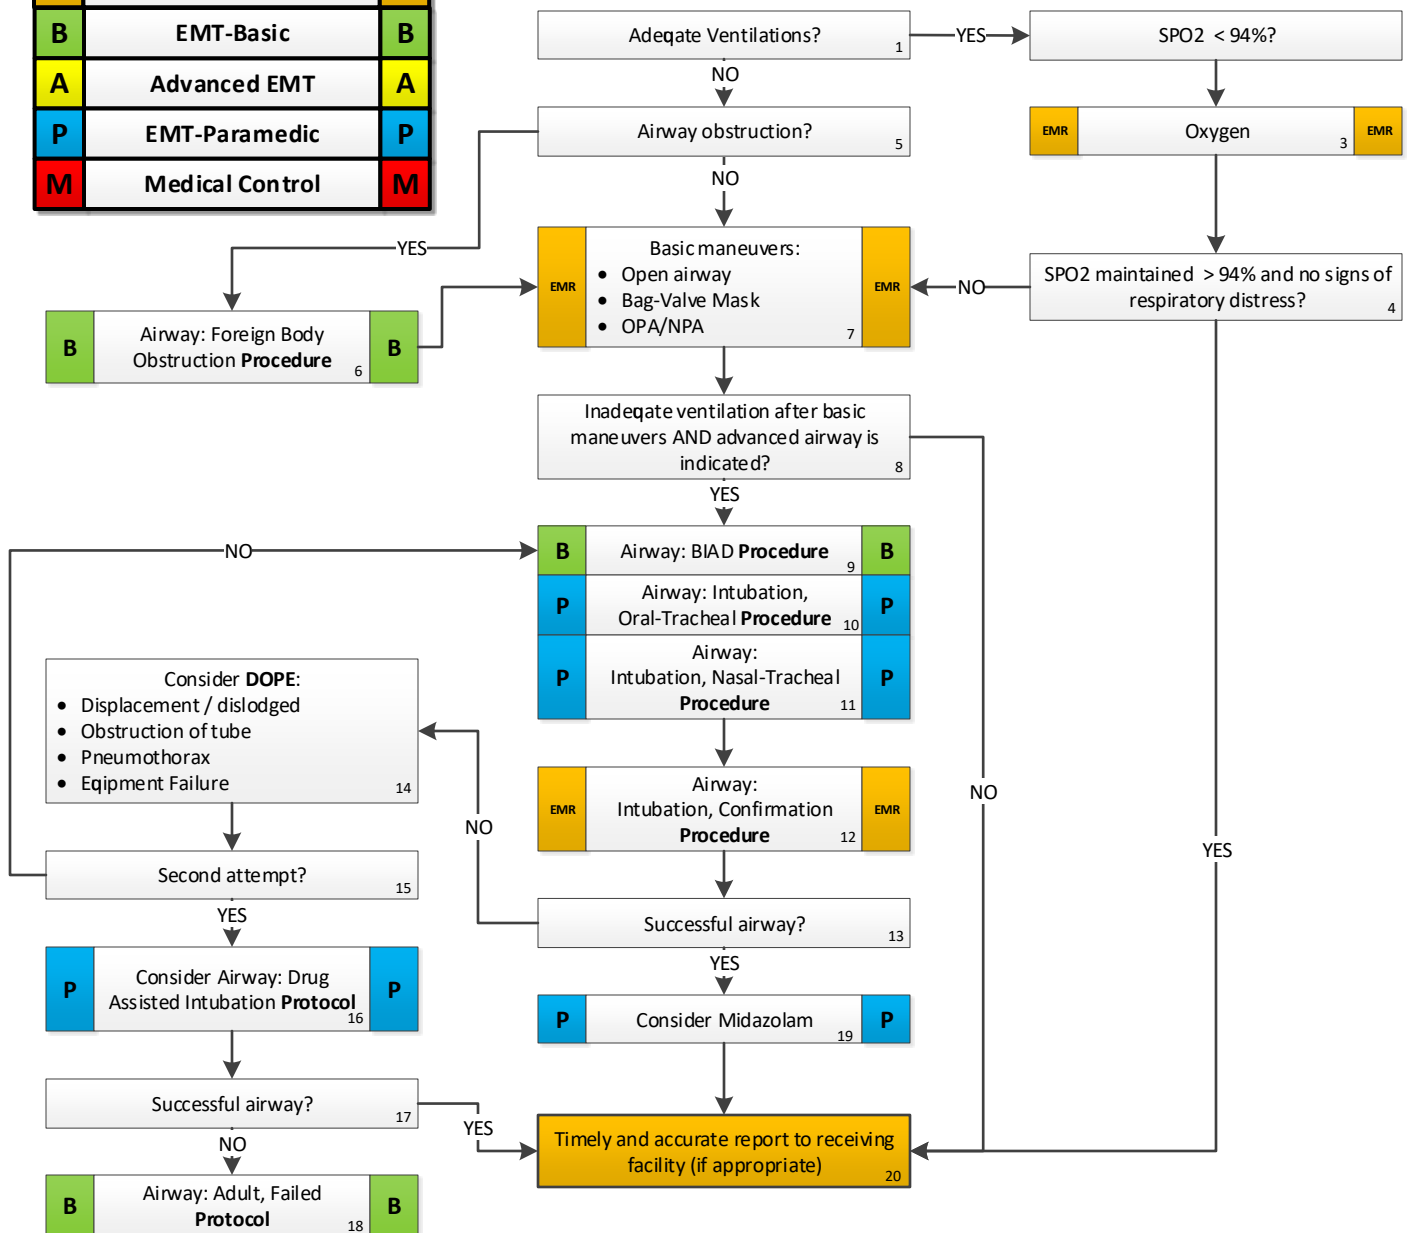 B EMT-Basic B
A Advanced EMT A
P EMT-Paramedic P
M Medical Control M
Adeqate Ventilations?
1
YES
SPO2 < 94%?
NO
Airway obstruction?
5
EMR Oxygen EMR
3
NO
YES
EMR EMR
Basic maneuvers:
• Open airway
• Bag-Valve Mask
• OPA/NPA
7
NO
SPO2 maintained > 94% and no signs of
respiratory distress?
4
B B
Airway: Foreign Body
Obstruction Procedure
6
Inadeqate ventilation after basic
maneuvers AND advanced airway is
indicated?
8
YES
NO
B Airway: BIAD Procedure B
9
P P
Airway: Intubation,
Oral-Tracheal Procedure
10
P P
Airway:
Intubation, Nasal-Tracheal
Procedure
11
Consider DOPE:
• Displacement / dislodged
• Obstruction of tube
• Pneumothorax
• Eqipment Failure
14
NO
EMR EMR
Airway:
Intubation, Confirmation
Procedure
12
NO
YES
Second attempt?
15
Successful airway?
13
YES
YES
P P
Consider Airway: Drug
Assisted Intubation Protocol
16
P Consider Midazolam P
19
Successful airway?
17
YES
NO
Timely and accurate report to receiving
facility (if appropriate)
20
B B
Airway: Adult, Failed
Protocol
18